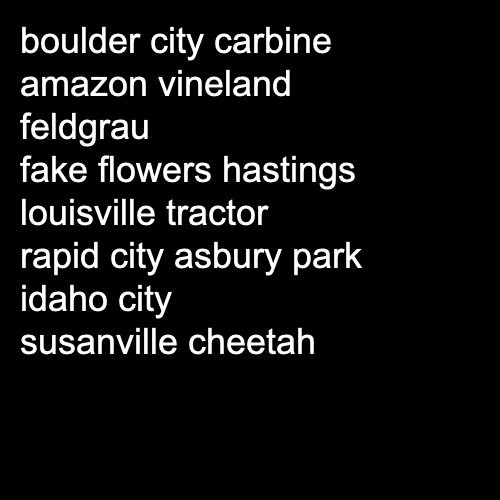 boulder city carbine
amazon vineland
feldgrau
fake flowers hastings
louisville tractor
rapid city asbury park
idaho city
susanville cheetah